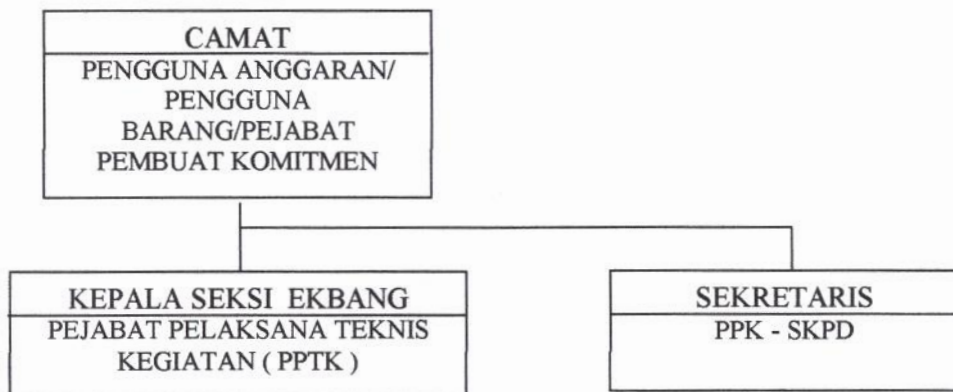 CAMAT
PENGGUNA ANGGARAN/
PENGGUNA
BARANG/PEJABAT
PEMBUAT KOMITMEN
KEPALA SEKSI EKBANG
PEJABAT PELAKSANA TEKNIS
KEGIATAN ( PPTK )
SEKRETARIS
PPK - SKPD